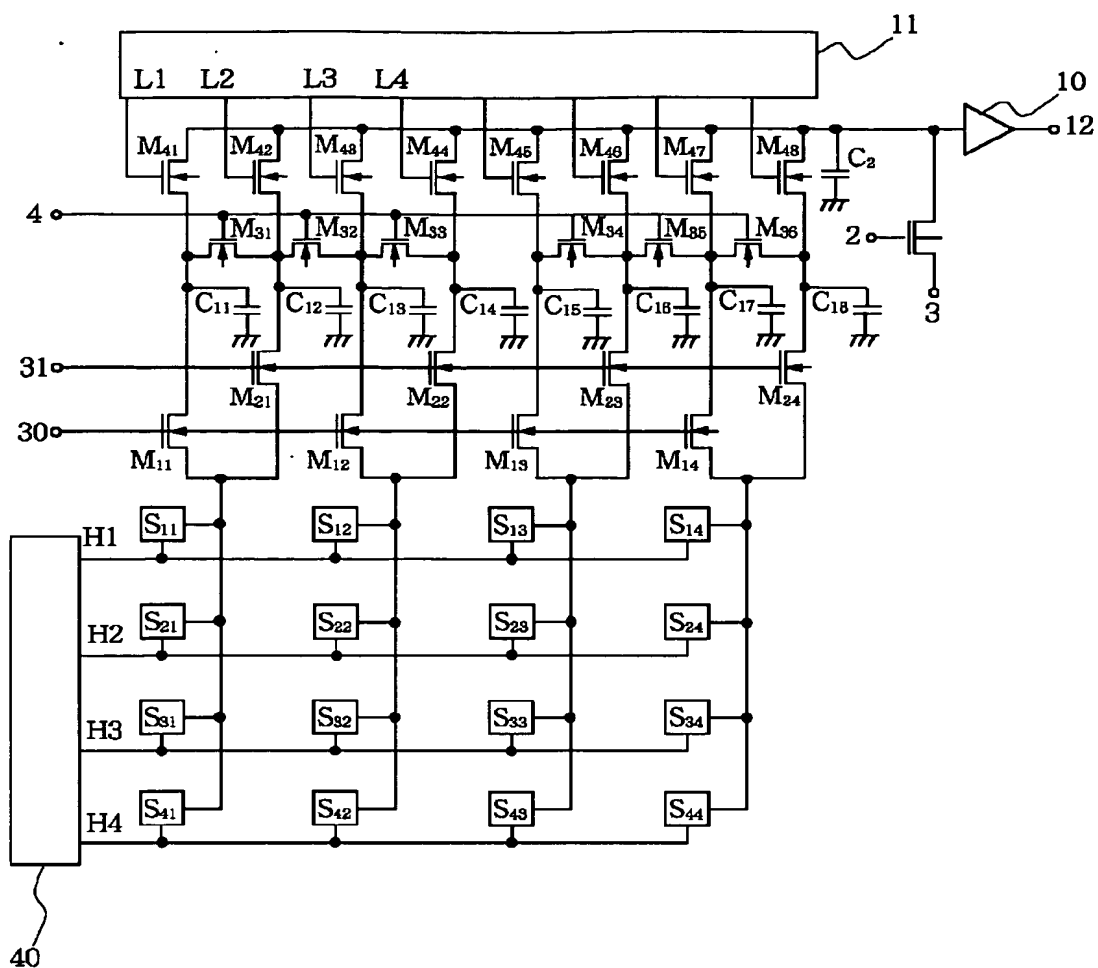 11
L1 L2 L3 L4
10
12
M41 M42 M43 M44 M45 M46 M47 M48
C2
4
M31 M32 M33 M34 M35 M36
2
C11 C12 C13 C14 C15 C16 C17 C18
3
31
M21 M22 M23 M24
30
M11 M12 M13 M14
H1
S11 S12 S13 S14
H2
S21 S22 S23 S24
H3
S31 S32 S33 S34
H4
S41 S42 S43 S44
40